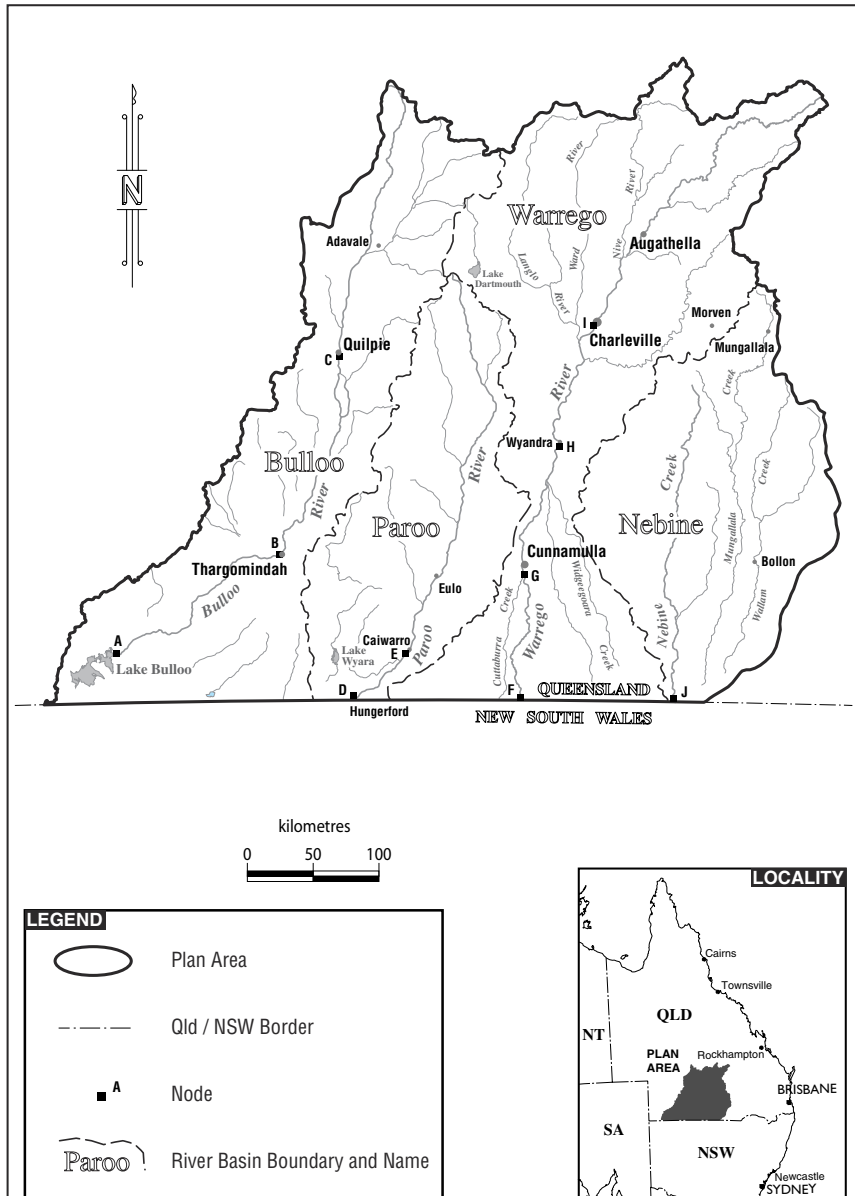 N
Warrego
River
River
Adavale
Augathella
Lake
Dartmouth
Langlo
Ward
Nive
River
Morven
I
Charleville
Mungallala
Quilpie
C
Creek
River
Wyandra
H
Bulloo
River
River
Creek
Creek
Paroo
Nebine
B
Thargomindah
Cunnamulla
G
Mungallala
Bollon
Eulo
Widgeegoara
Bulloo
Creek
Wallam
Nebine
Warrego
Cuttaburra
A
Lake Bulloo
Lake
Wyara
Caiwarro
E
Paroo
Creek
D
F
QUEENSLAND
J
Hungerford
NEW SOUTH WALES
kilometres
0 50 100
LEGEND
Plan Area
Qld / NSW Border
A
Node
Paroo
River Basin Boundary and Name
LOCALITY
Cairns
Townsville
QLD
NT
PLAN
AREA
Rockhampton
BRISBANE
SA
NSW
Newcastle
SYDNEY